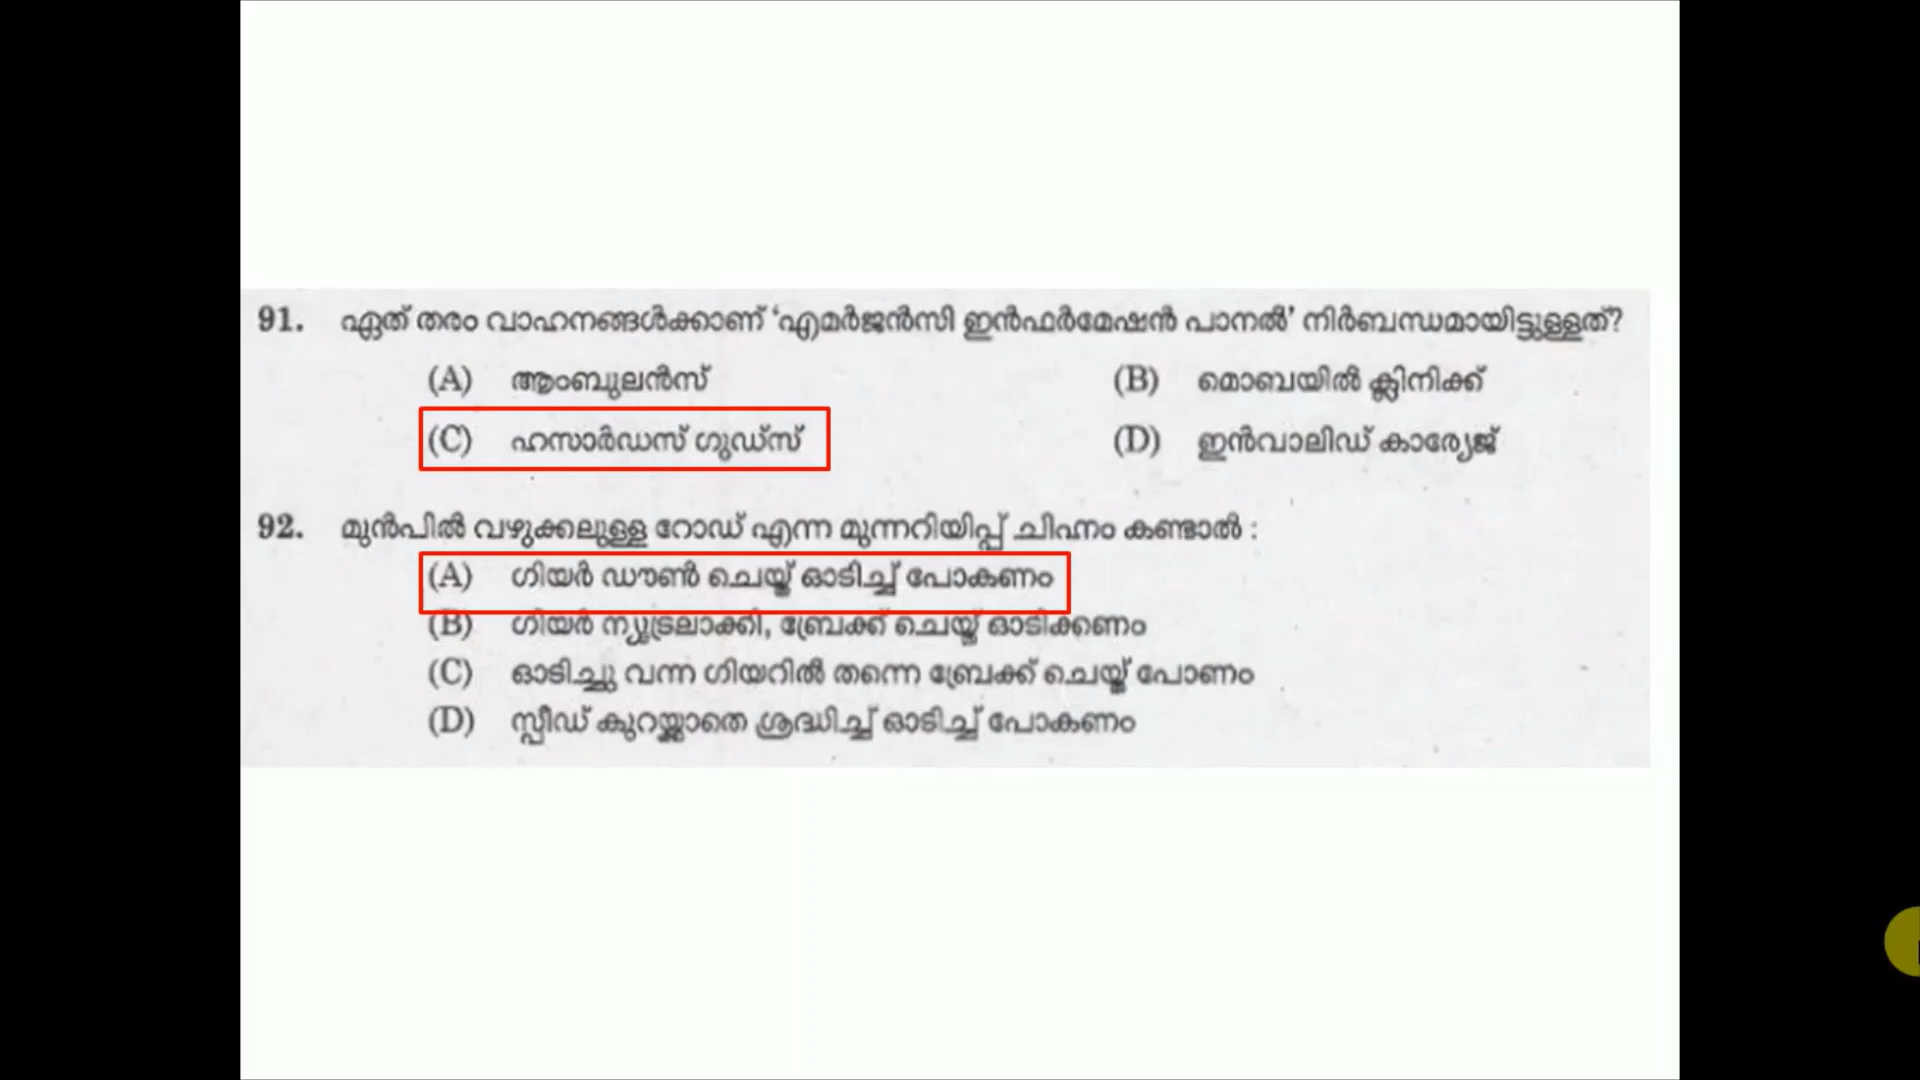 91. ഏത് തരം വാഹനങ്ങൾക്കാണ് ‘എമർജൻസി ഇൻഫർമേഷൻ പാനൽ’ നിർബന്ധമായിട്ടുള്ളത്?
(A) ആംബുലൻസ് (B) മൊബയിൽ ക്ലിനിക്ക്
(C) ഹസാർഡസ് ഗുഡ്സ് (D) ഇൻവാലിഡ് കാര്യേജ്
92. മുൻപിൽ വഴുക്കലുള്ള റോഡ് എന്ന മുന്നറിയിപ്പ് ചിഹ്നം കണ്ടാൽ :
(A) ഗിയർ ഡൗൺ ചെയ്ത് ഓടിച്ച് പോകണം
(B) ഗിയർ ന്യൂട്രലാക്കി, ബ്രേക്ക് ചെയ്ത് ഓടിക്കണം
(C) ഓടിച്ചു വന്ന ഗിയറിൽ തന്നെ ബ്രേക്ക് ചെയ്ത് പോണം
(D) സ്പീഡ് കുറയ്ക്കാതെ ശ്രദ്ധിച്ച് ഓടിച്ച് പോകണം